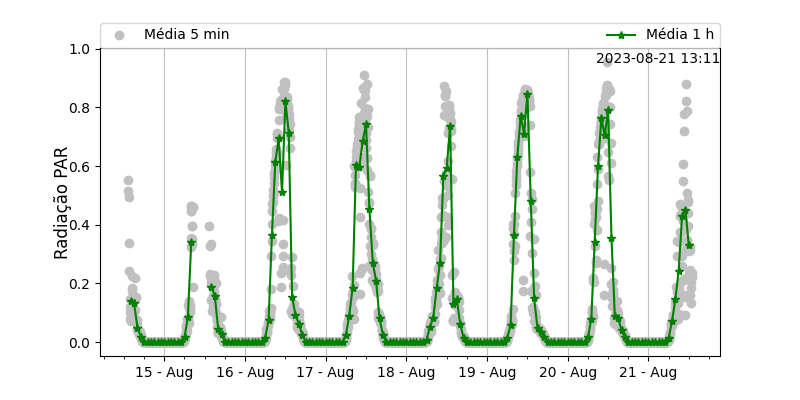 Média 5 min
Média 1 h
2023-08-21 13:11
Radiação PAR
1.0
0.8
0.6
0.4
0.2
0.0
15 - Aug
16 - Aug
17 - Aug
18 - Aug
19 - Aug
20 - Aug
21 - Aug